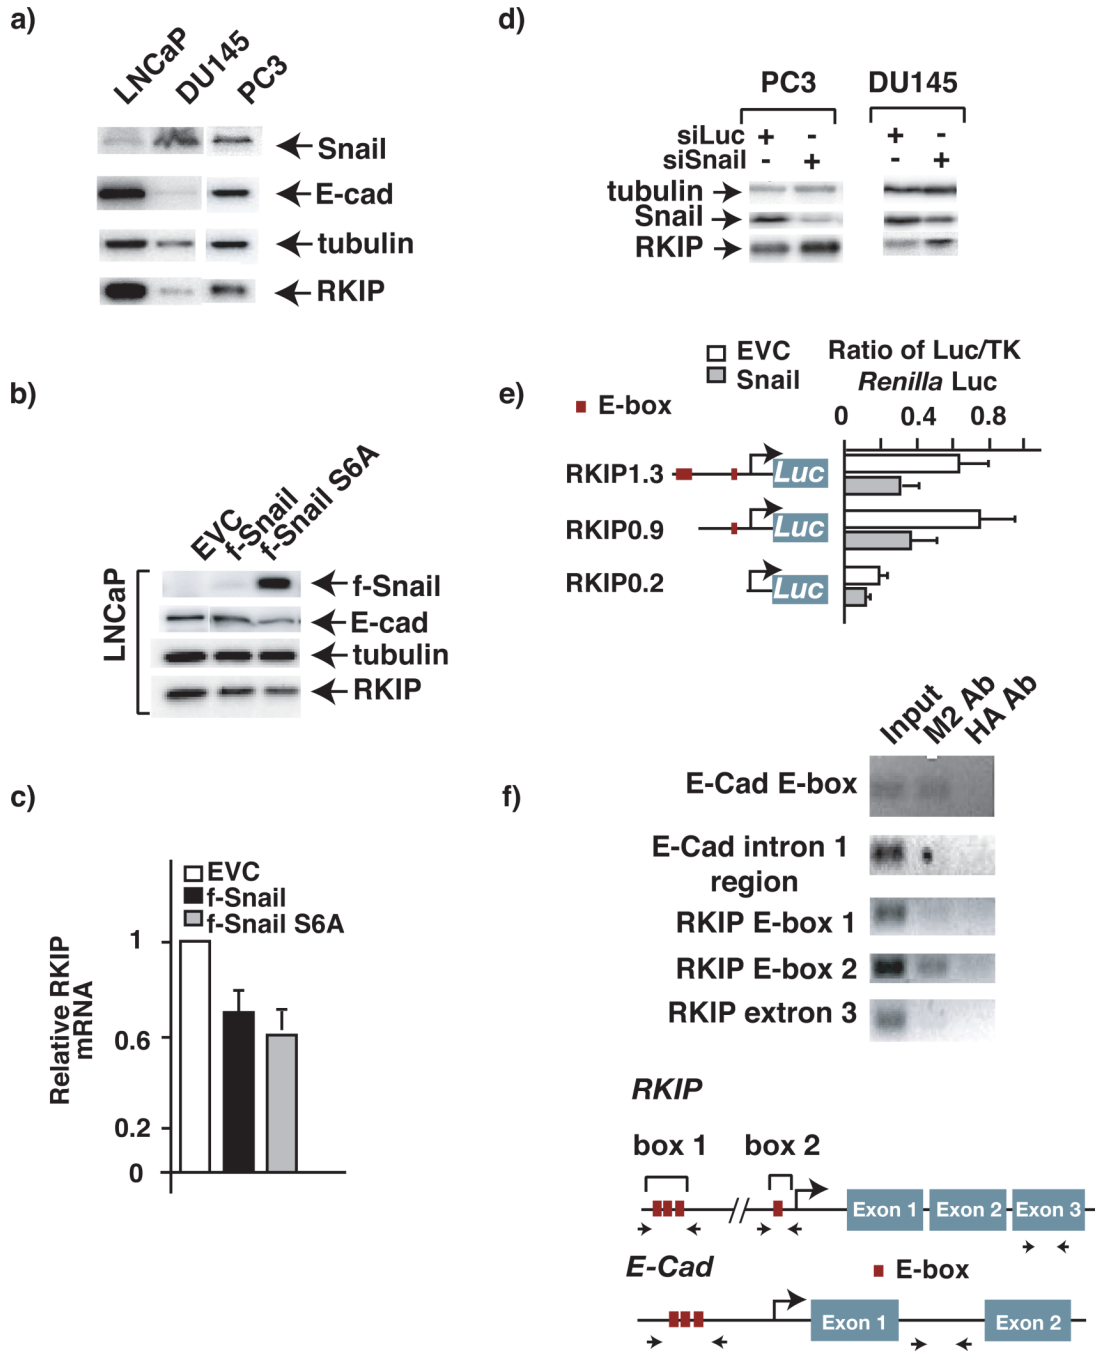 a)
LNCaP
DU145
PC3
Snail
E-cad
tubulin
RKIP
b)
EVC
f-Snail
f-Snail S6A
LNCaP
f-Snail
E-cad
tubulin
RKIP
c)
EVC
f-Snail
f-Snail S6A
Relative RKIP
mRNA
1
0.6
0.2
0
d)
PC3 DU145
siLuc + - + -
siSnail - + - +
tubulin
Snail
RKIP
e)
EVC
Snail
E-box
Ratio of Luc/TK
Renilla Luc
0 0.4 0.8
RKIP1.3 Luc
RKIP0.9 Luc
RKIP0.2 Luc
f)
Input
M2 Ab
HA Ab
E-Cad E-box
E-Cad intron 1
region
RKIP E-box 1
RKIP E-box 2
RKIP extron 3
RKIP
box 1 box 2
Exon 1 Exon 2 Exon 3
E-Cad
E-box
Exon 1 Exon 2